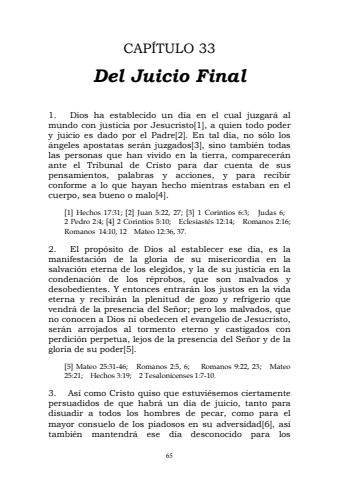 CAPÍTULO 33
Del Juicio Final
1. Dios ha establecido un día en el cual juzgará al
mundo con justicia por Jesucristo[1], a quien todo poder
y juicio es dado por el Padre[2]. En tal día, no sólo los
ángeles apostatas serán juzgados[3], sino también todas
las personas que han vivido en la tierra, comparecerán
ante el Tribunal de Cristo para dar cuenta de sus
pensamientos, palabras y acciones, y para recibir
conforme a lo que hayan hecho mientras estaban en el
cuerpo, sea bueno o malo[4].
[1] Hechos 17:31; [2] Juan 5:22, 27; [3] 1 Corintios 6:3; Judas 6;
2 Pedro 2:4; [4] 2 Corintios 5:10; Eclesiastés 12:14; Romanos 2:16;
Romanos 14:10, 12 Mateo 12:36, 37.
2. El propósito de Dios al establecer ese día, es la
manifestación de la gloria de su misericordia en la
salvación eterna de los elegidos, y la de su justicia en la
condenación de los réprobos, que son malvados y
desobedientes. Y entonces entrarán los justos en la vida
eterna y recibirán la plenitud de gozo y refrigerio que
vendrá de la presencia del Señor; pero los malvados, que
no conocen a Dios ni obedecen el evangelio de Jesucristo,
serán arrojados al tormento eterno y castigados con
perdición perpetua, lejos de la presencia del Señor y de la
gloria de su poder[5].
[5] Mateo 25:31-46; Romanos 2:5, 6; Romanos 9:22, 23; Mateo
25:21; Hechos 3:19; 2 Tesalonicenses 1:7-10.
3. Así como Cristo quiso que estuviésemos ciertamente
persuadidos de que habrá un día de juicio, tanto para
disuadir a todos los hombres de pecar, como para el
mayor consuelo de los piadosos en su adversidad[6], así
también mantendrá ese día desconocido para los
65